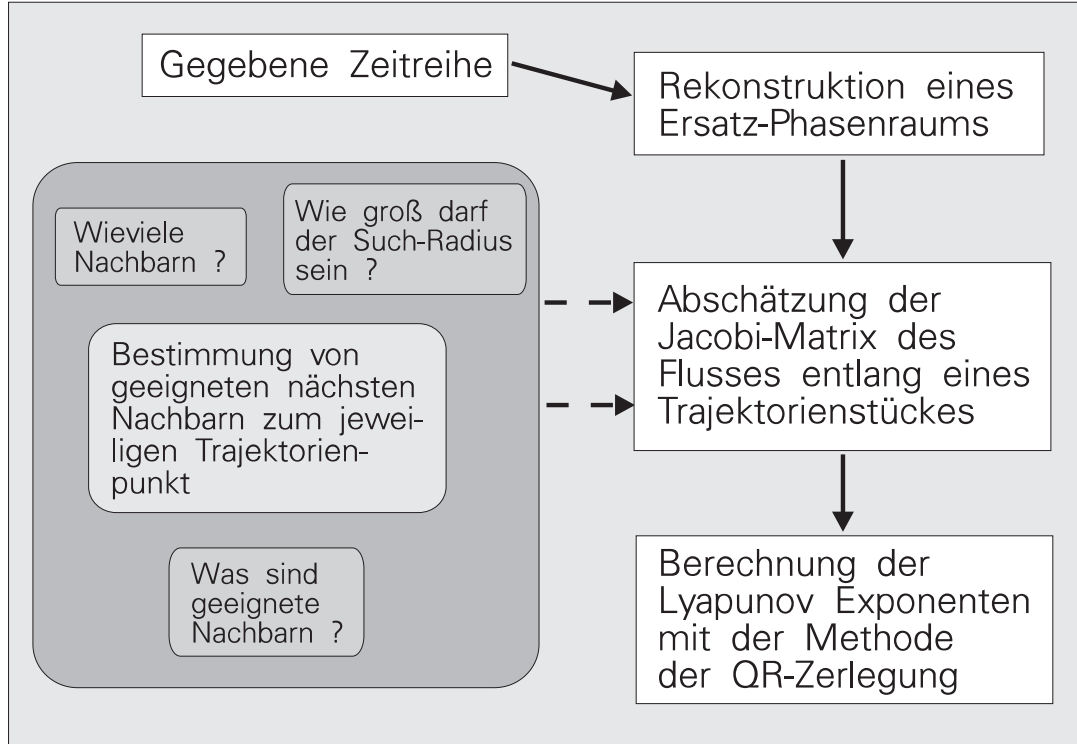 Gegebene Zeitreihe
Rekonstruktion eines
Ersatz-Phasenraums
Wieviele
Nachbarn ?
Wie groß darf
der Such-Radius
sein ?
Bestimmung von
geeigneten nächsten
Nachbarn zum jewei-
ligen Trajektorien-
punkt
Was sind
geeignete
Nachbarn ?
Abschätzung der
Jacobi-Matrix des
Flusses entlang eines
Trajektorienstückes
Berechnung der
Lyapunov Exponenten
mit der Methode
der QR-Zerlegung